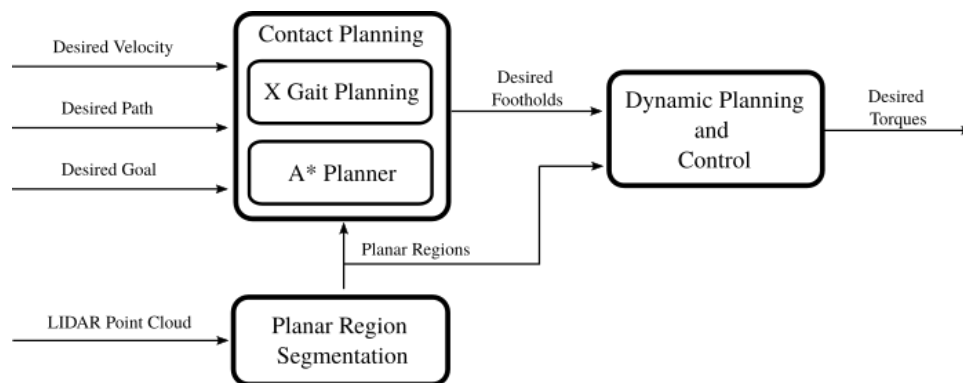 Contact Planning
Desired Velocity
X Gait Planning
Desired Path
Desired Goal
A* Planner
Desired
Footholds
Dynamic Planning
and
Control
Desired
Torques
Planar Regions
LIDAR Point Cloud
Planar Region
Segmentation